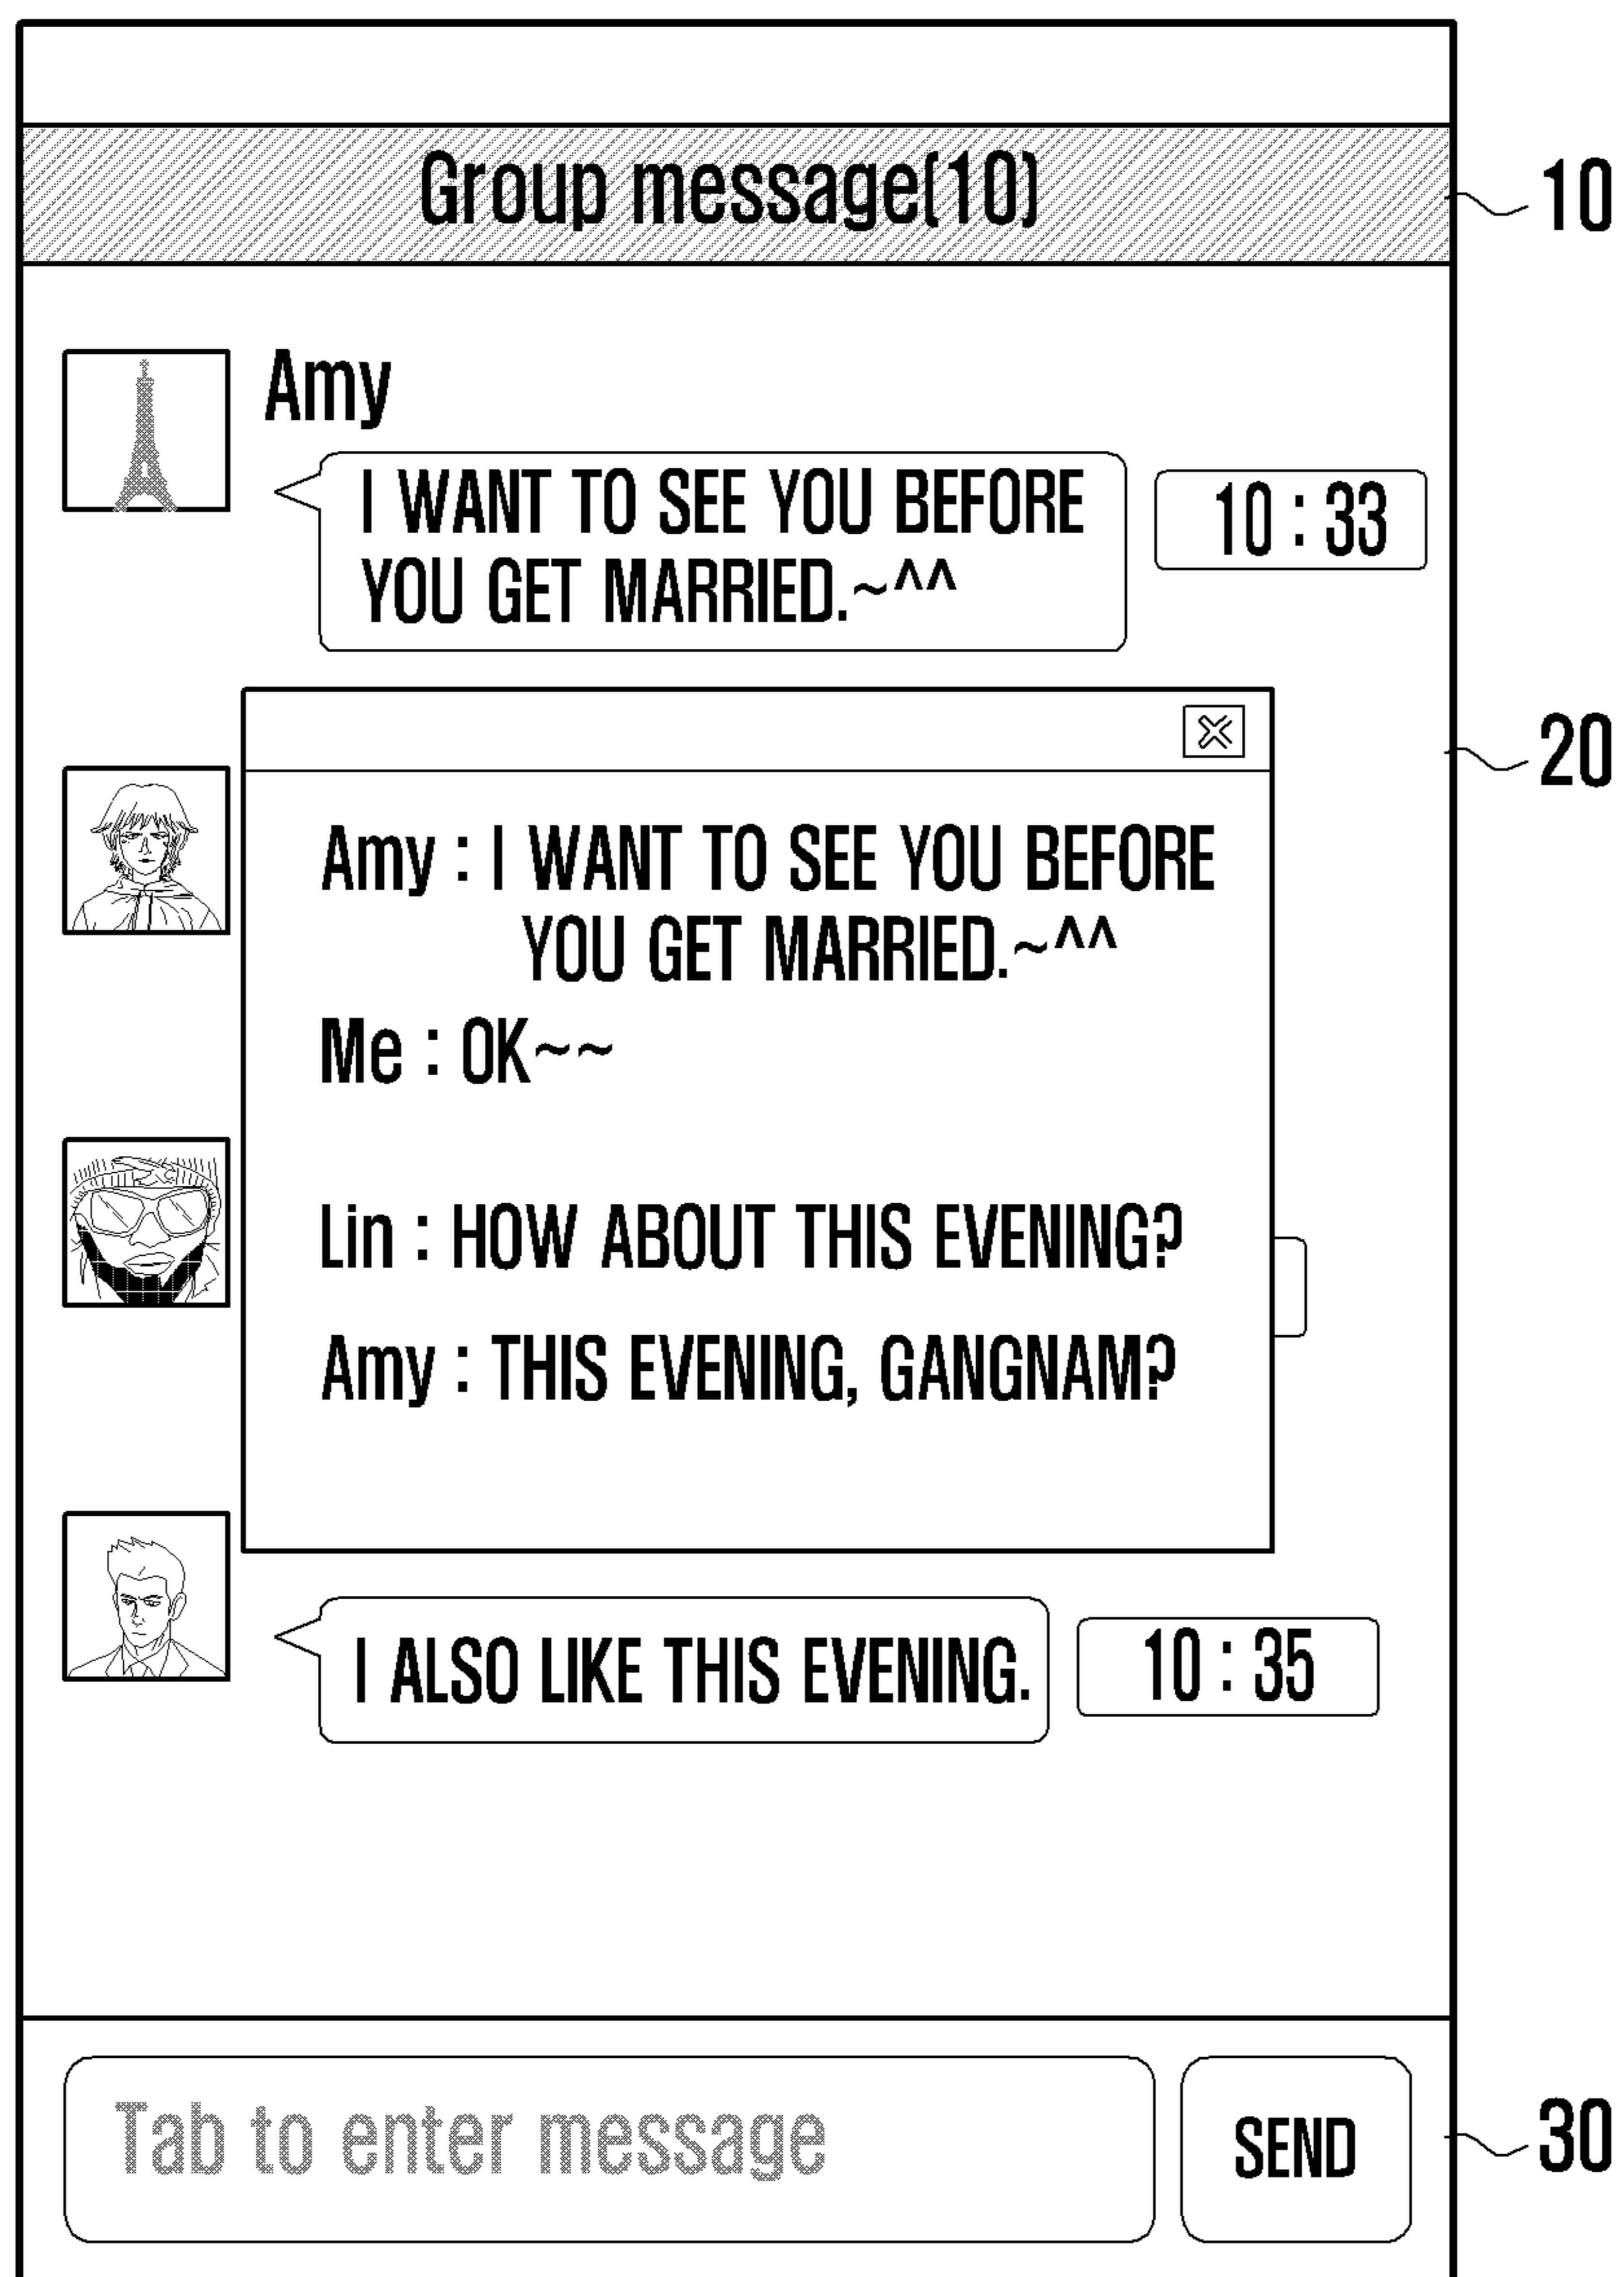 Group message(10)
10
Amy
I WANT TO SEE YOU BEFORE
YOU GET MARRIED.~^^
10 : 33
20
Amy : I WANT TO SEE YOU BEFORE
YOU GET MARRIED.~^^
Me : OK~~
Lin : HOW ABOUT THIS EVENING?
Amy : THIS EVENING, GANGNAM?
I ALSO LIKE THIS EVENING.
10 : 35
Tab to enter message
SEND
30